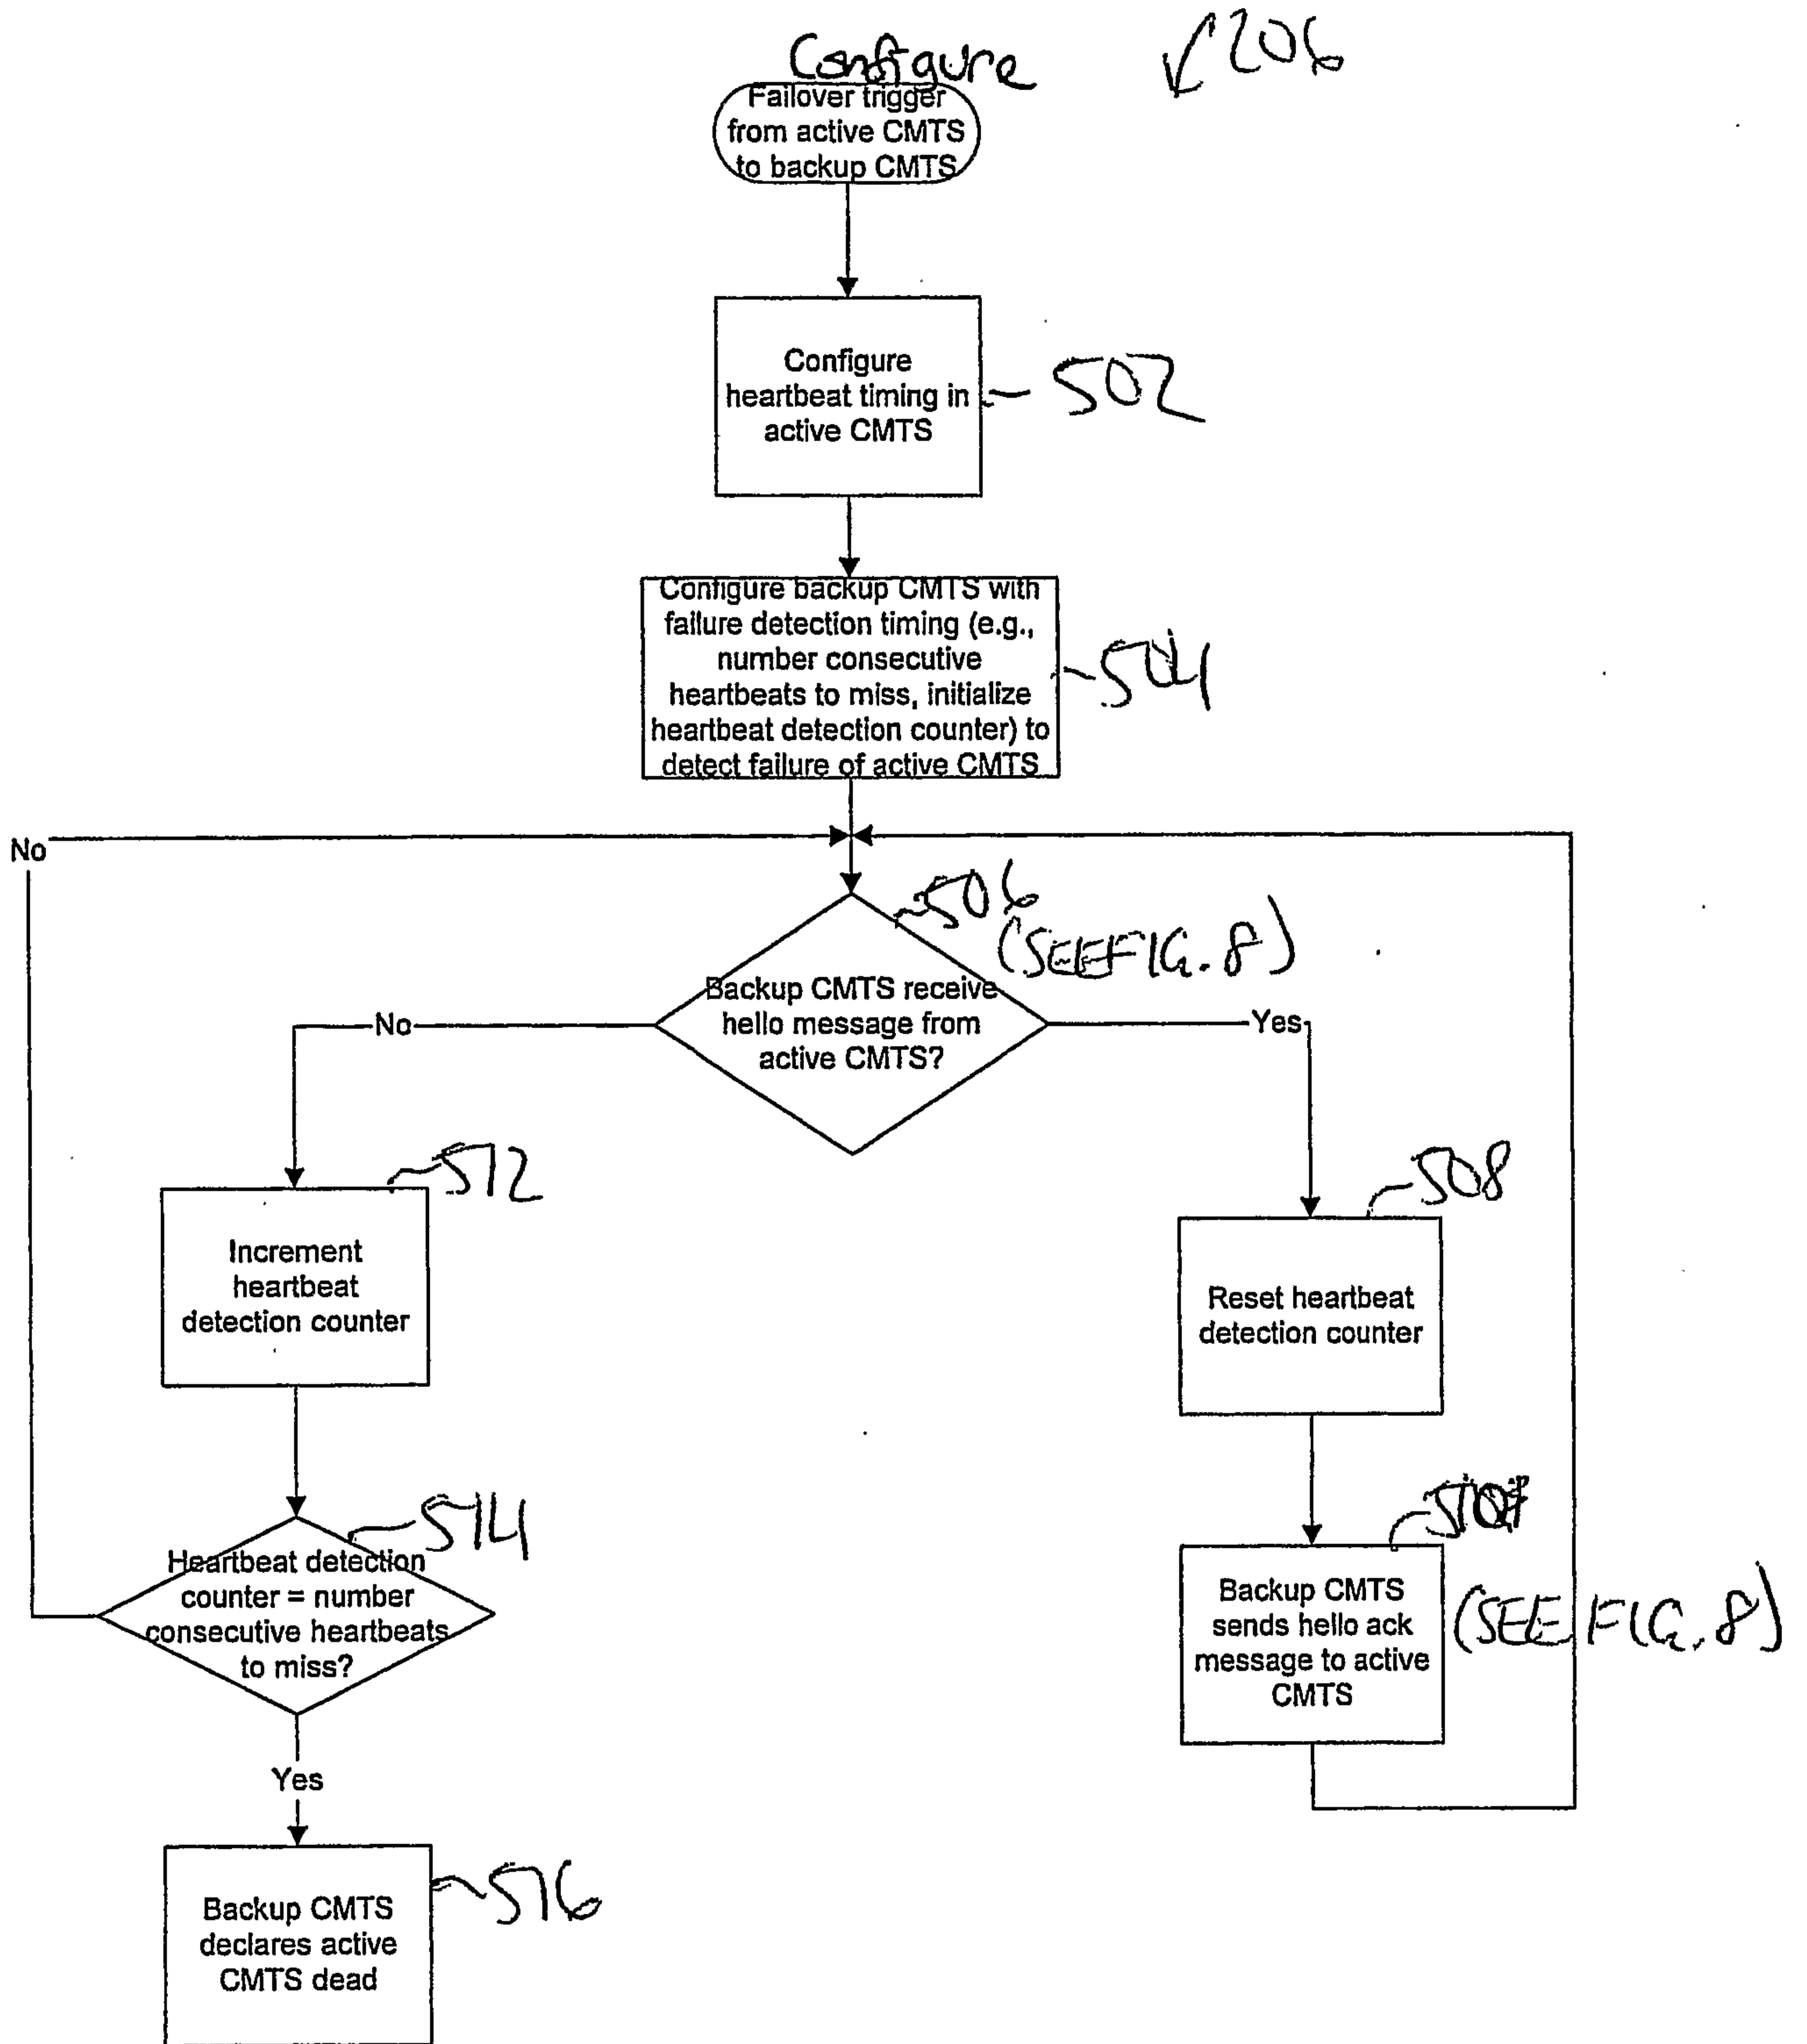 Configure
206
Failover trigger
from active CMTS
to backup CMTS
Configure
heartbeat timing in
active CMTS
502
Configure backup CMTS with
failure detection timing (e.g.,
number consecutive
heartbeats to miss, initialize
heartbeat detection counter) to
detect failure of active CMTS
504
No
506
(SEE FIG. 8)
Backup CMTS receive
hello message from
active CMTS?
No
Yes
512
508
Increment
heartbeat
detection counter
Reset heartbeat
detection counter
514
Heartbeat detection
counter = number
consecutive heartbeats
to miss?
Backup CMTS
sends hello ack
message to active
CMTS
(SEE FIG. 8)
Yes
516
Backup CMTS
declares active
CMTS dead